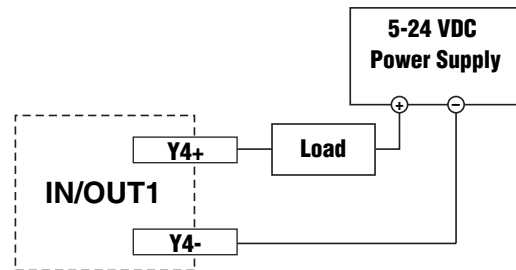 5-24 VDC
Power Supply
+
−
Y4+
Load
IN/OUT1
Y4-